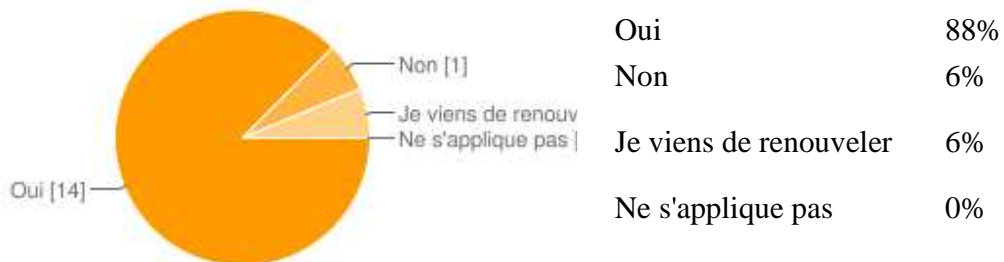 Non [1]
Je viens de renouv
Ne s'applique pas [
Oui [14]
Oui 88%
Non 6%
Je viens de renouveler 6%
Ne s'applique pas 0%